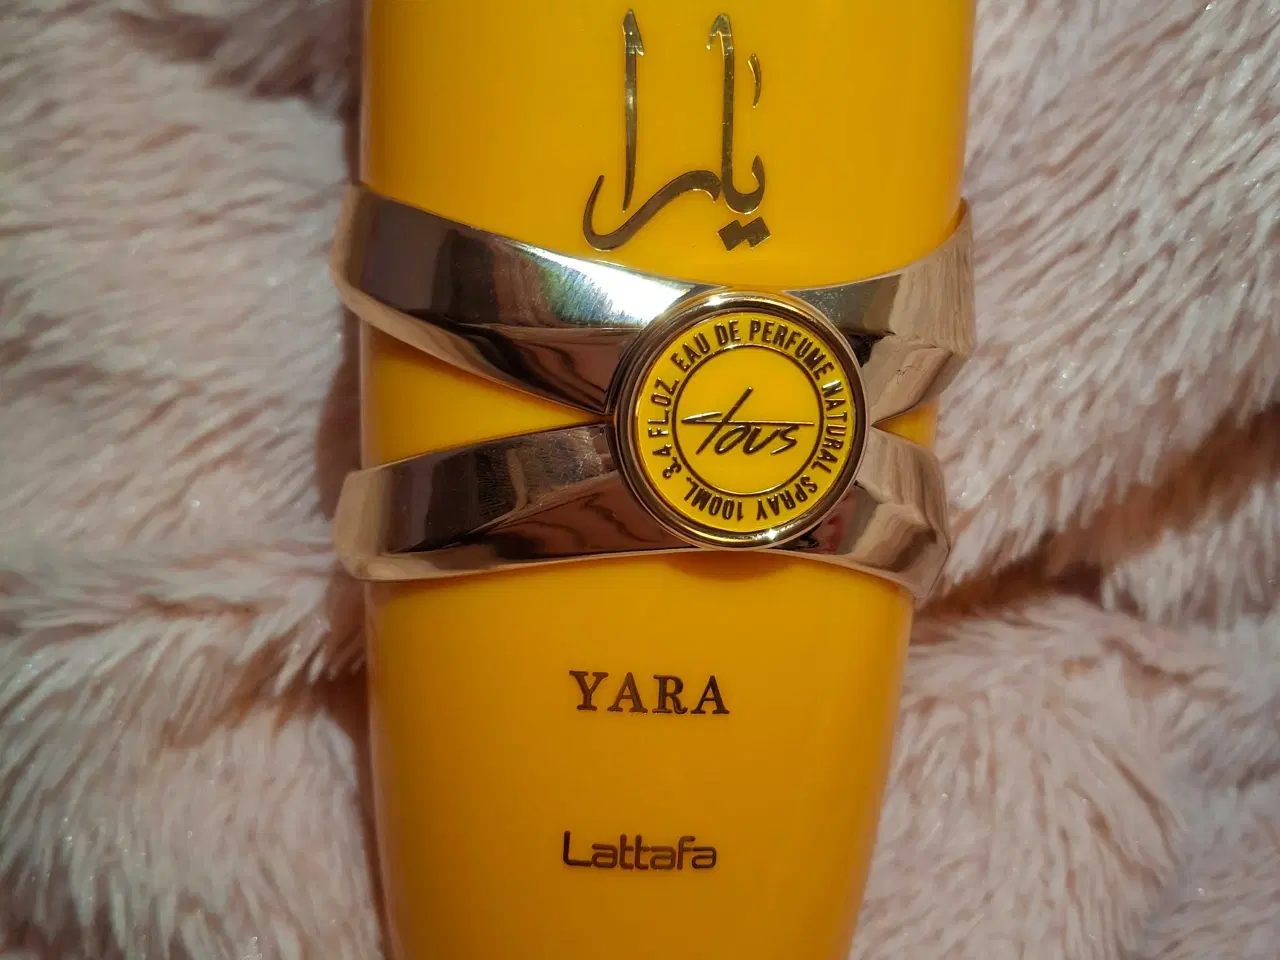 يارا
EAU DE PERFUME NATURAL SPRAY 100ML. 3.4 FL.OZ.
tous
YARA
Lattafa